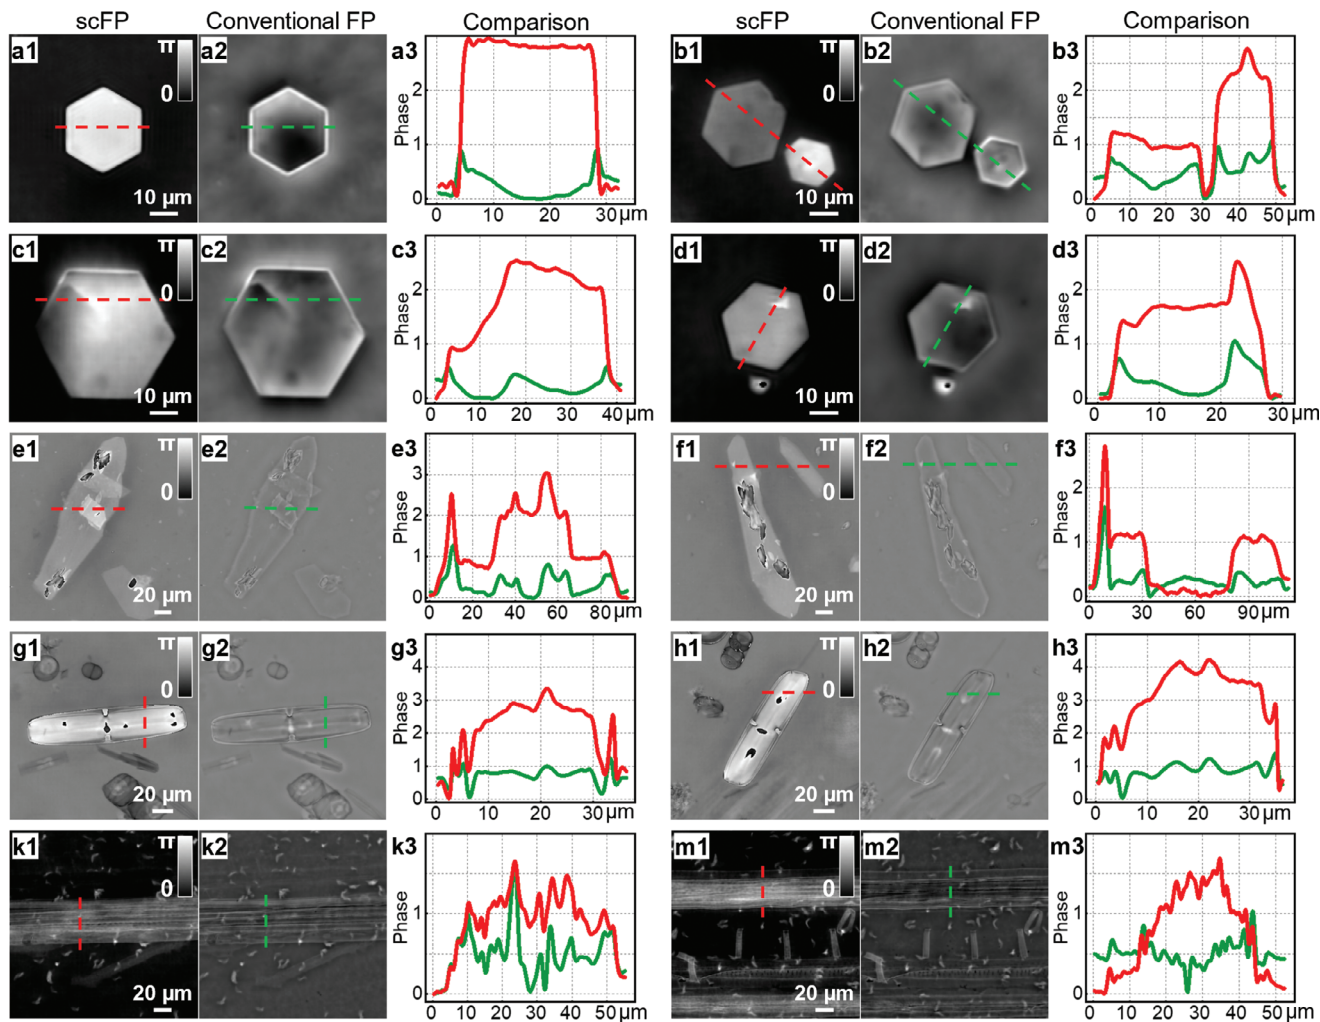 scFP Conventional FP Comparison scFP Conventional FP Comparison
a1 π 0 10 μm a2 a3 Phase 2 1 0 0 10 20 30 μm b1 π 0 10 μm b2 b3 Phase 2 1 0 0 10 20 30 40 50 μm
c1 π 0 10 μm c2 c3 Phase 2 1 0 0 10 20 30 40 μm d1 π 0 10 μm d2 d3 Phase 2 1 0 0 10 20 30 μm
e1 π 0 20 μm e2 e3 Phase 3 2 1 0 0 20 40 60 80 μm f1 π 0 20 μm f2 f3 Phase 2 1 0 0 30 60 90 μm
g1 π 0 20 μm g2 g3 Phase 4 3 2 1 0 0 10 20 30 μm h1 π 0 20 μm h2 h3 Phase 4 3 2 1 0 0 10 20 30 μm
k1 π 0 20 μm k2 k3 Phase 1 0 0 10 20 30 40 50 μm m1 π 0 20 μm m2 m3 Phase 1 0 0 10 20 30 40 50 μm